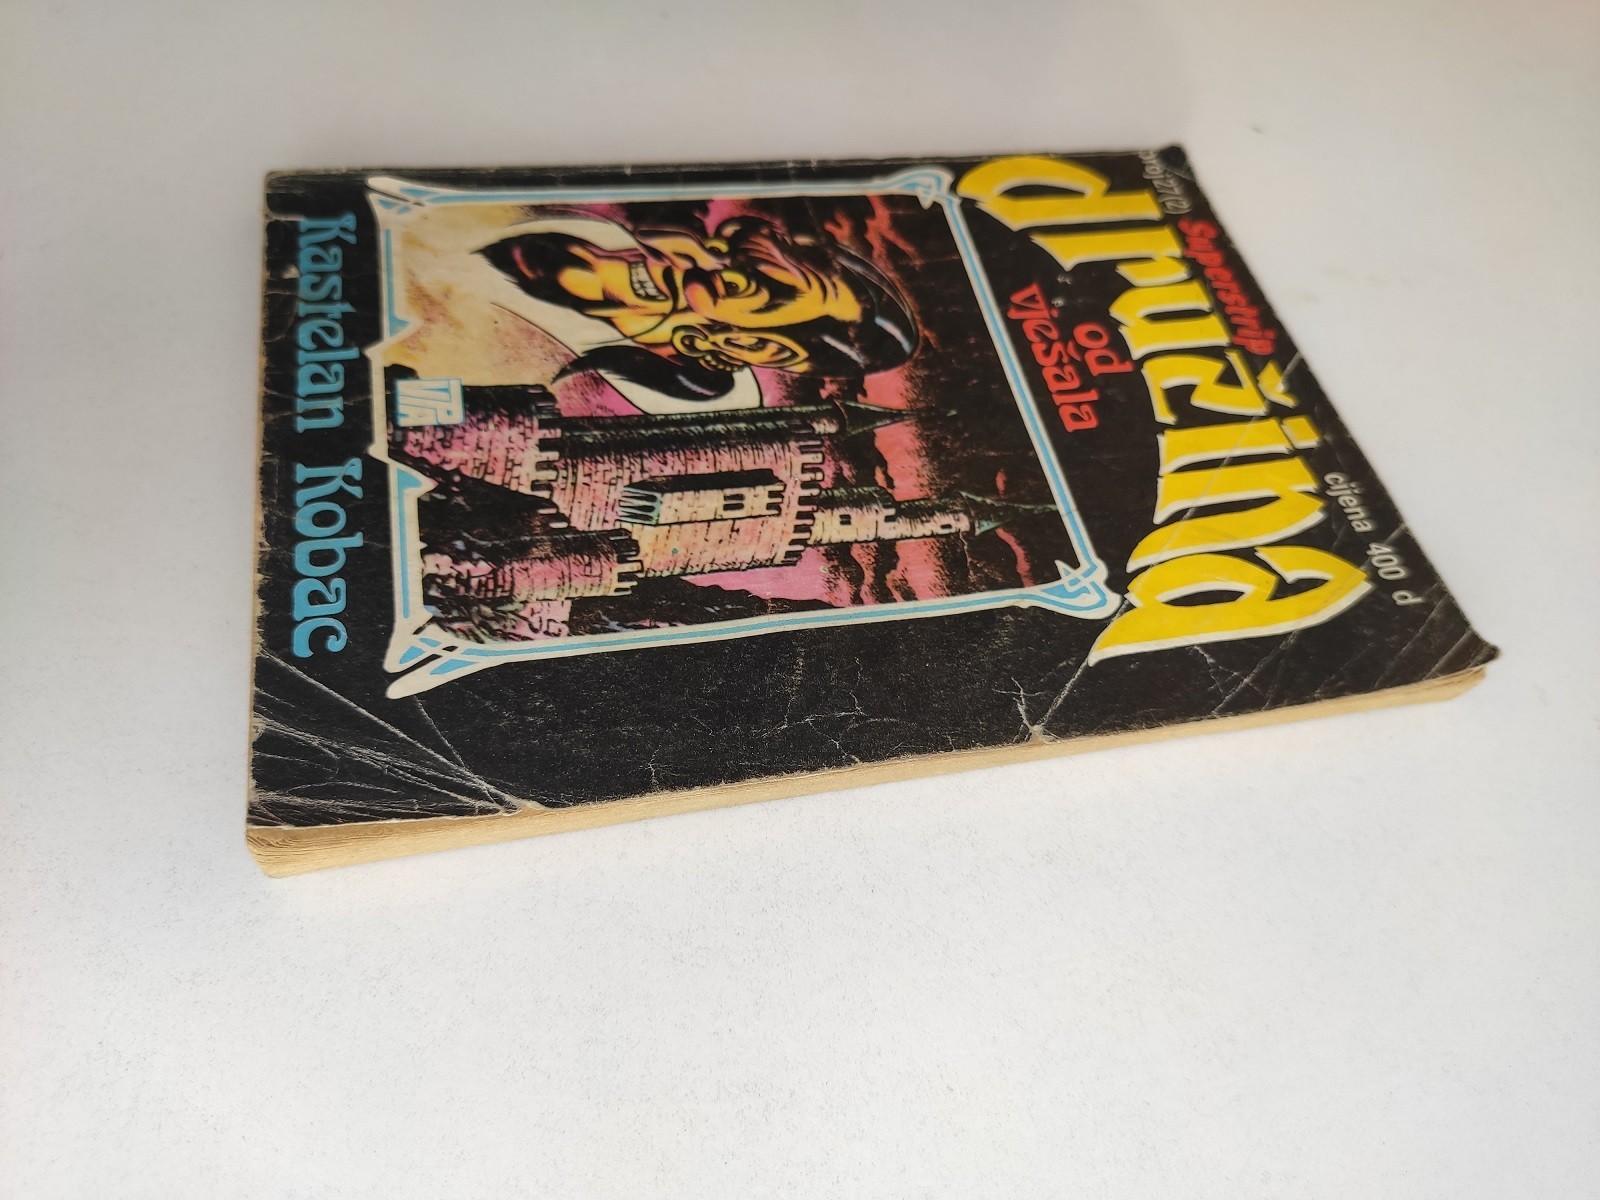 Superstrip
cijena 400 d
družina
od
vješala
Kastelan Kobac